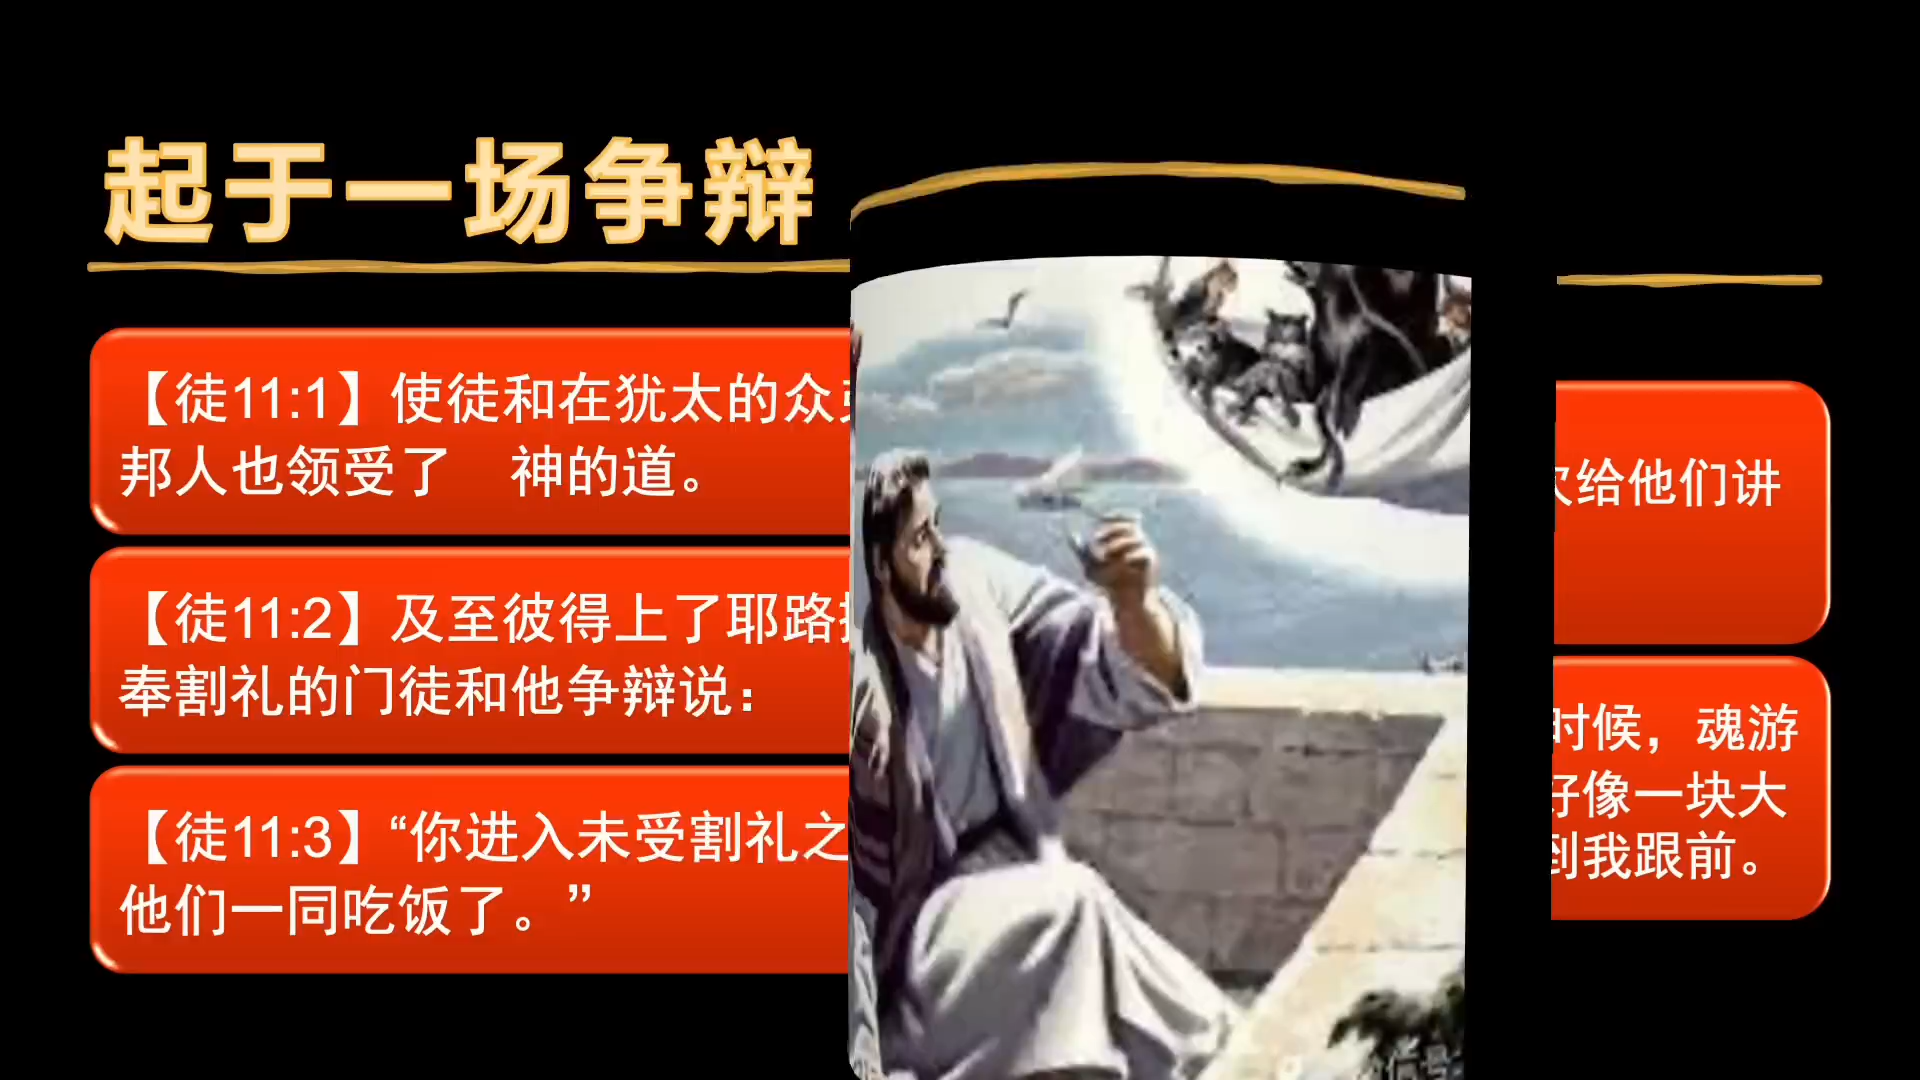 起于一场争辩
【徒11:1】使徒和在犹太的众
邦人也领受了　神的道。
【徒11:2】及至彼得上了耶路
奉割礼的门徒和他争辩说：
【徒11:3】“你进入未受割礼之
他们一同吃饭了。”
给他们讲
时候，魂游
好像一块大
到我跟前。